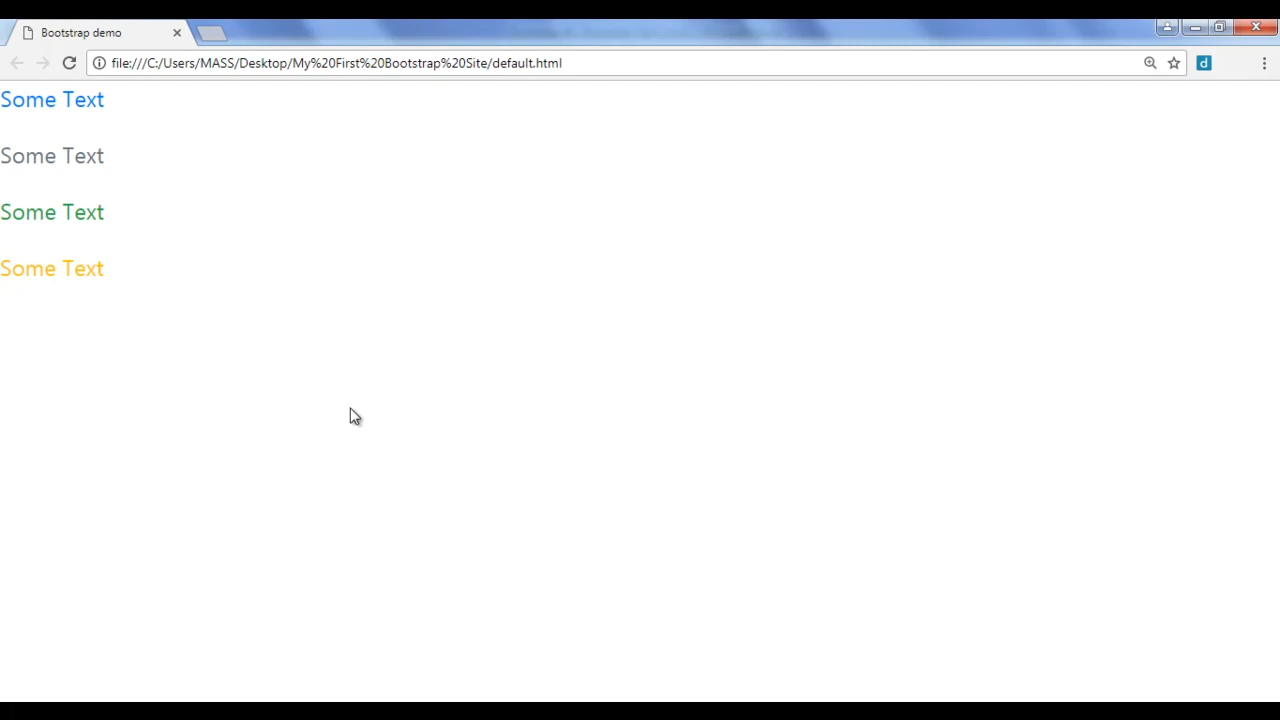 Bootstrap demo
file:///C:/Users/MASS/Desktop/My%20First%20Bootstrap%20Site/default.html
d
Some Text
Some Text
Some Text
Some Text